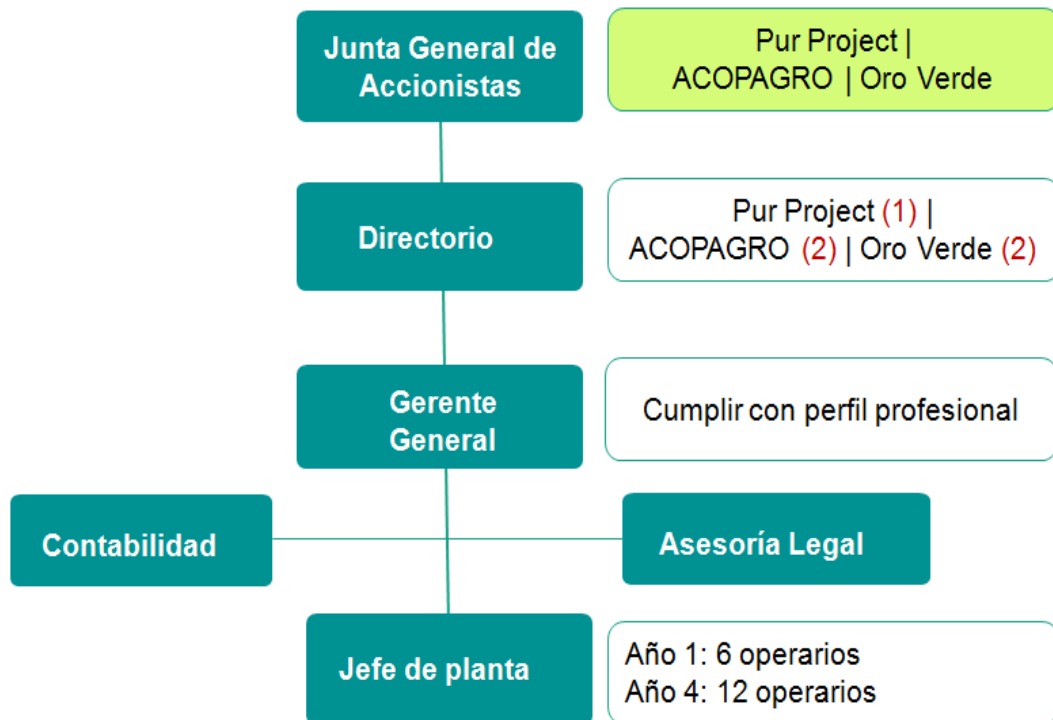 Junta General de
Accionistas
Pur Project |
ACOPAGRO | Oro Verde
Directorio
Pur Project (1) |
ACOPAGRO (2) | Oro Verde (2)
Gerente
General
Cumplir con perfil profesional
Contabilidad
Asesoría Legal
Jefe de planta
Año 1: 6 operarios
Año 4: 12 operarios